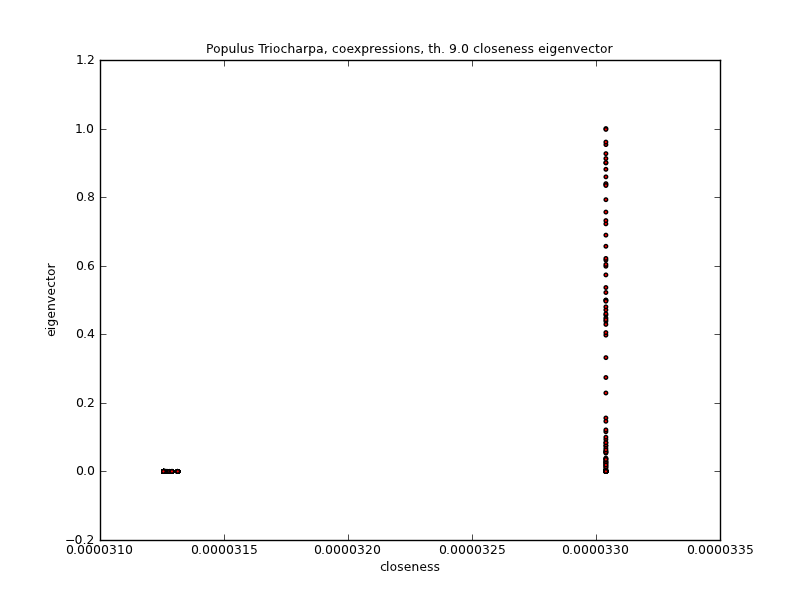 Populus Triocharpa, coexpressions, th. 9.0 closeness eigenvector
1.2
1.0
0.8
0.6
0.4
0.2
0.0
−0.2
eigenvector
0.0000310 0.0000315 0.0000320 0.0000325 0.0000330 0.0000335
closeness